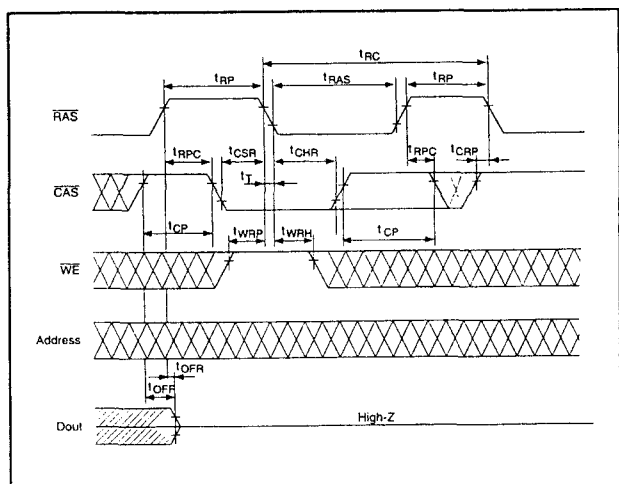 tRC
tRP tRAS tRP
RAS
tRPC tCSR tCHR tRPC tCRP
tT
CAS
tCP tCP
tWRP tWRH
WE
Address
tOFR
tOFF
Dout High-Z